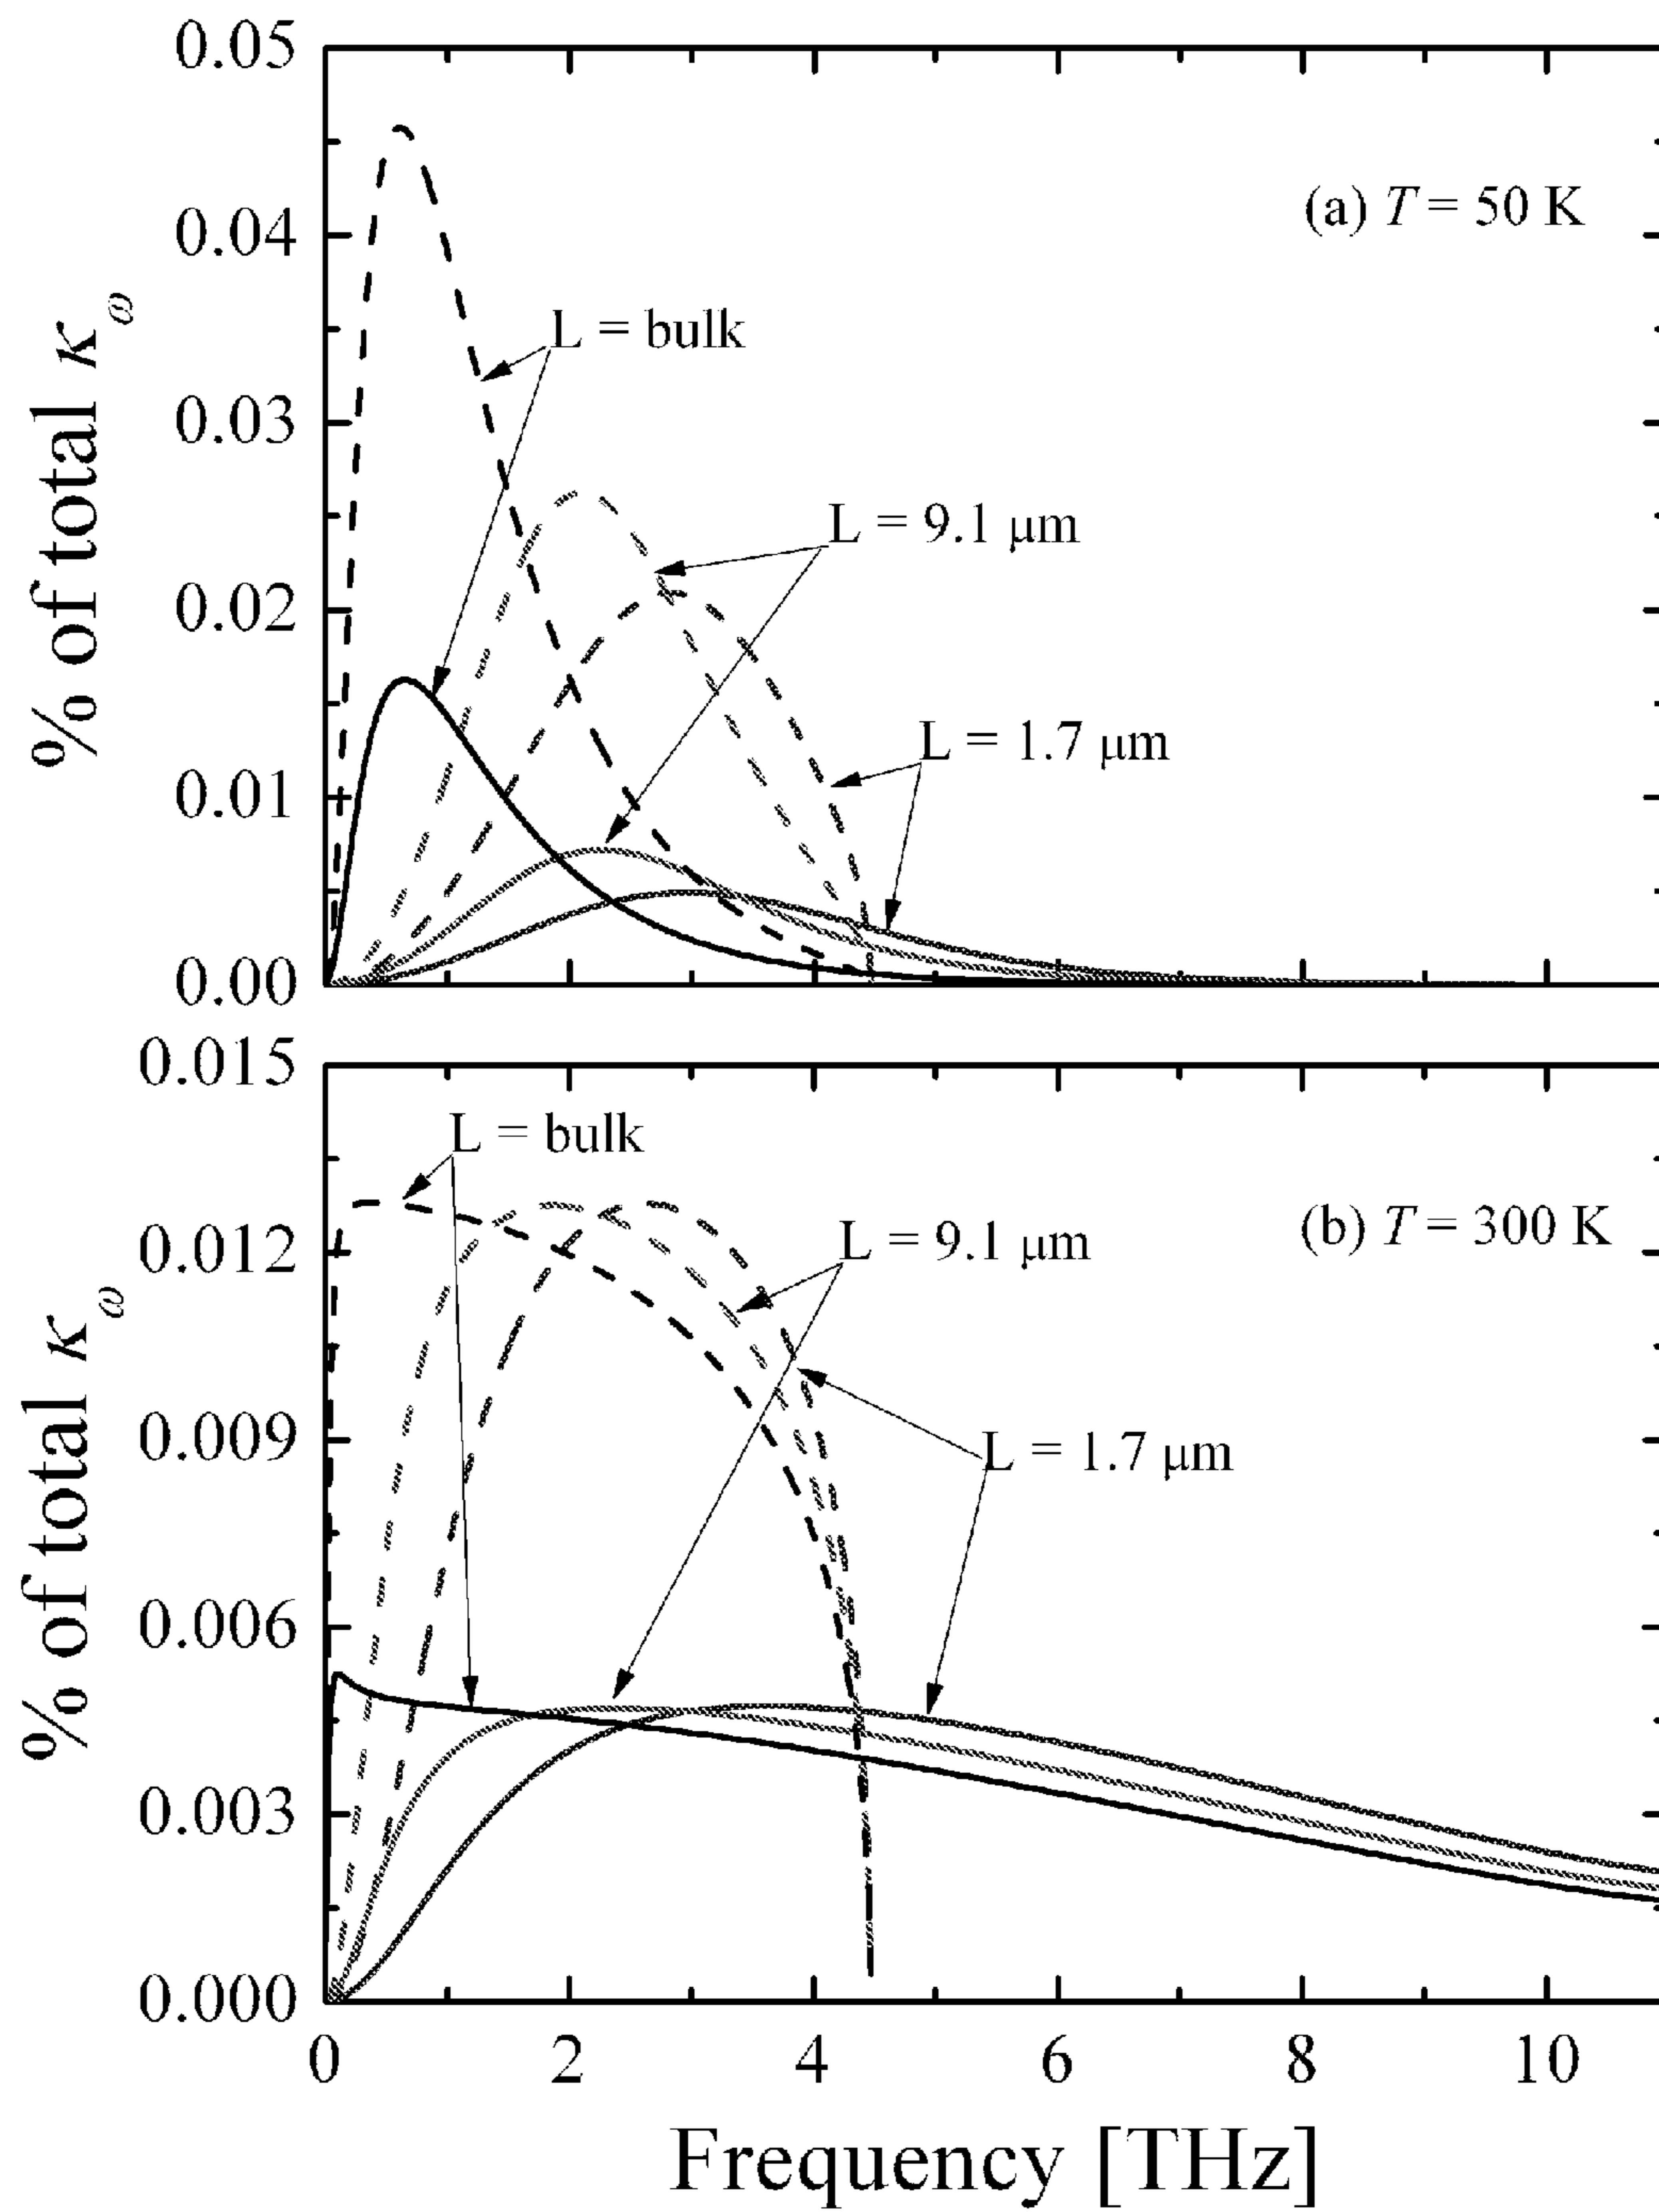 % of total κ_ω
0.05
0.04
0.03
0.02
0.01
0.00
(a) T = 50 K
L = bulk
L = 9.1 μm
L = 1.7 μm
% of total κ_ω
0.015
0.012
0.009
0.006
0.003
0.000
L = bulk
(b) T = 300 K
L = 9.1 μm
L = 1.7 μm
0 2 4 6 8 10
Frequency [THz]